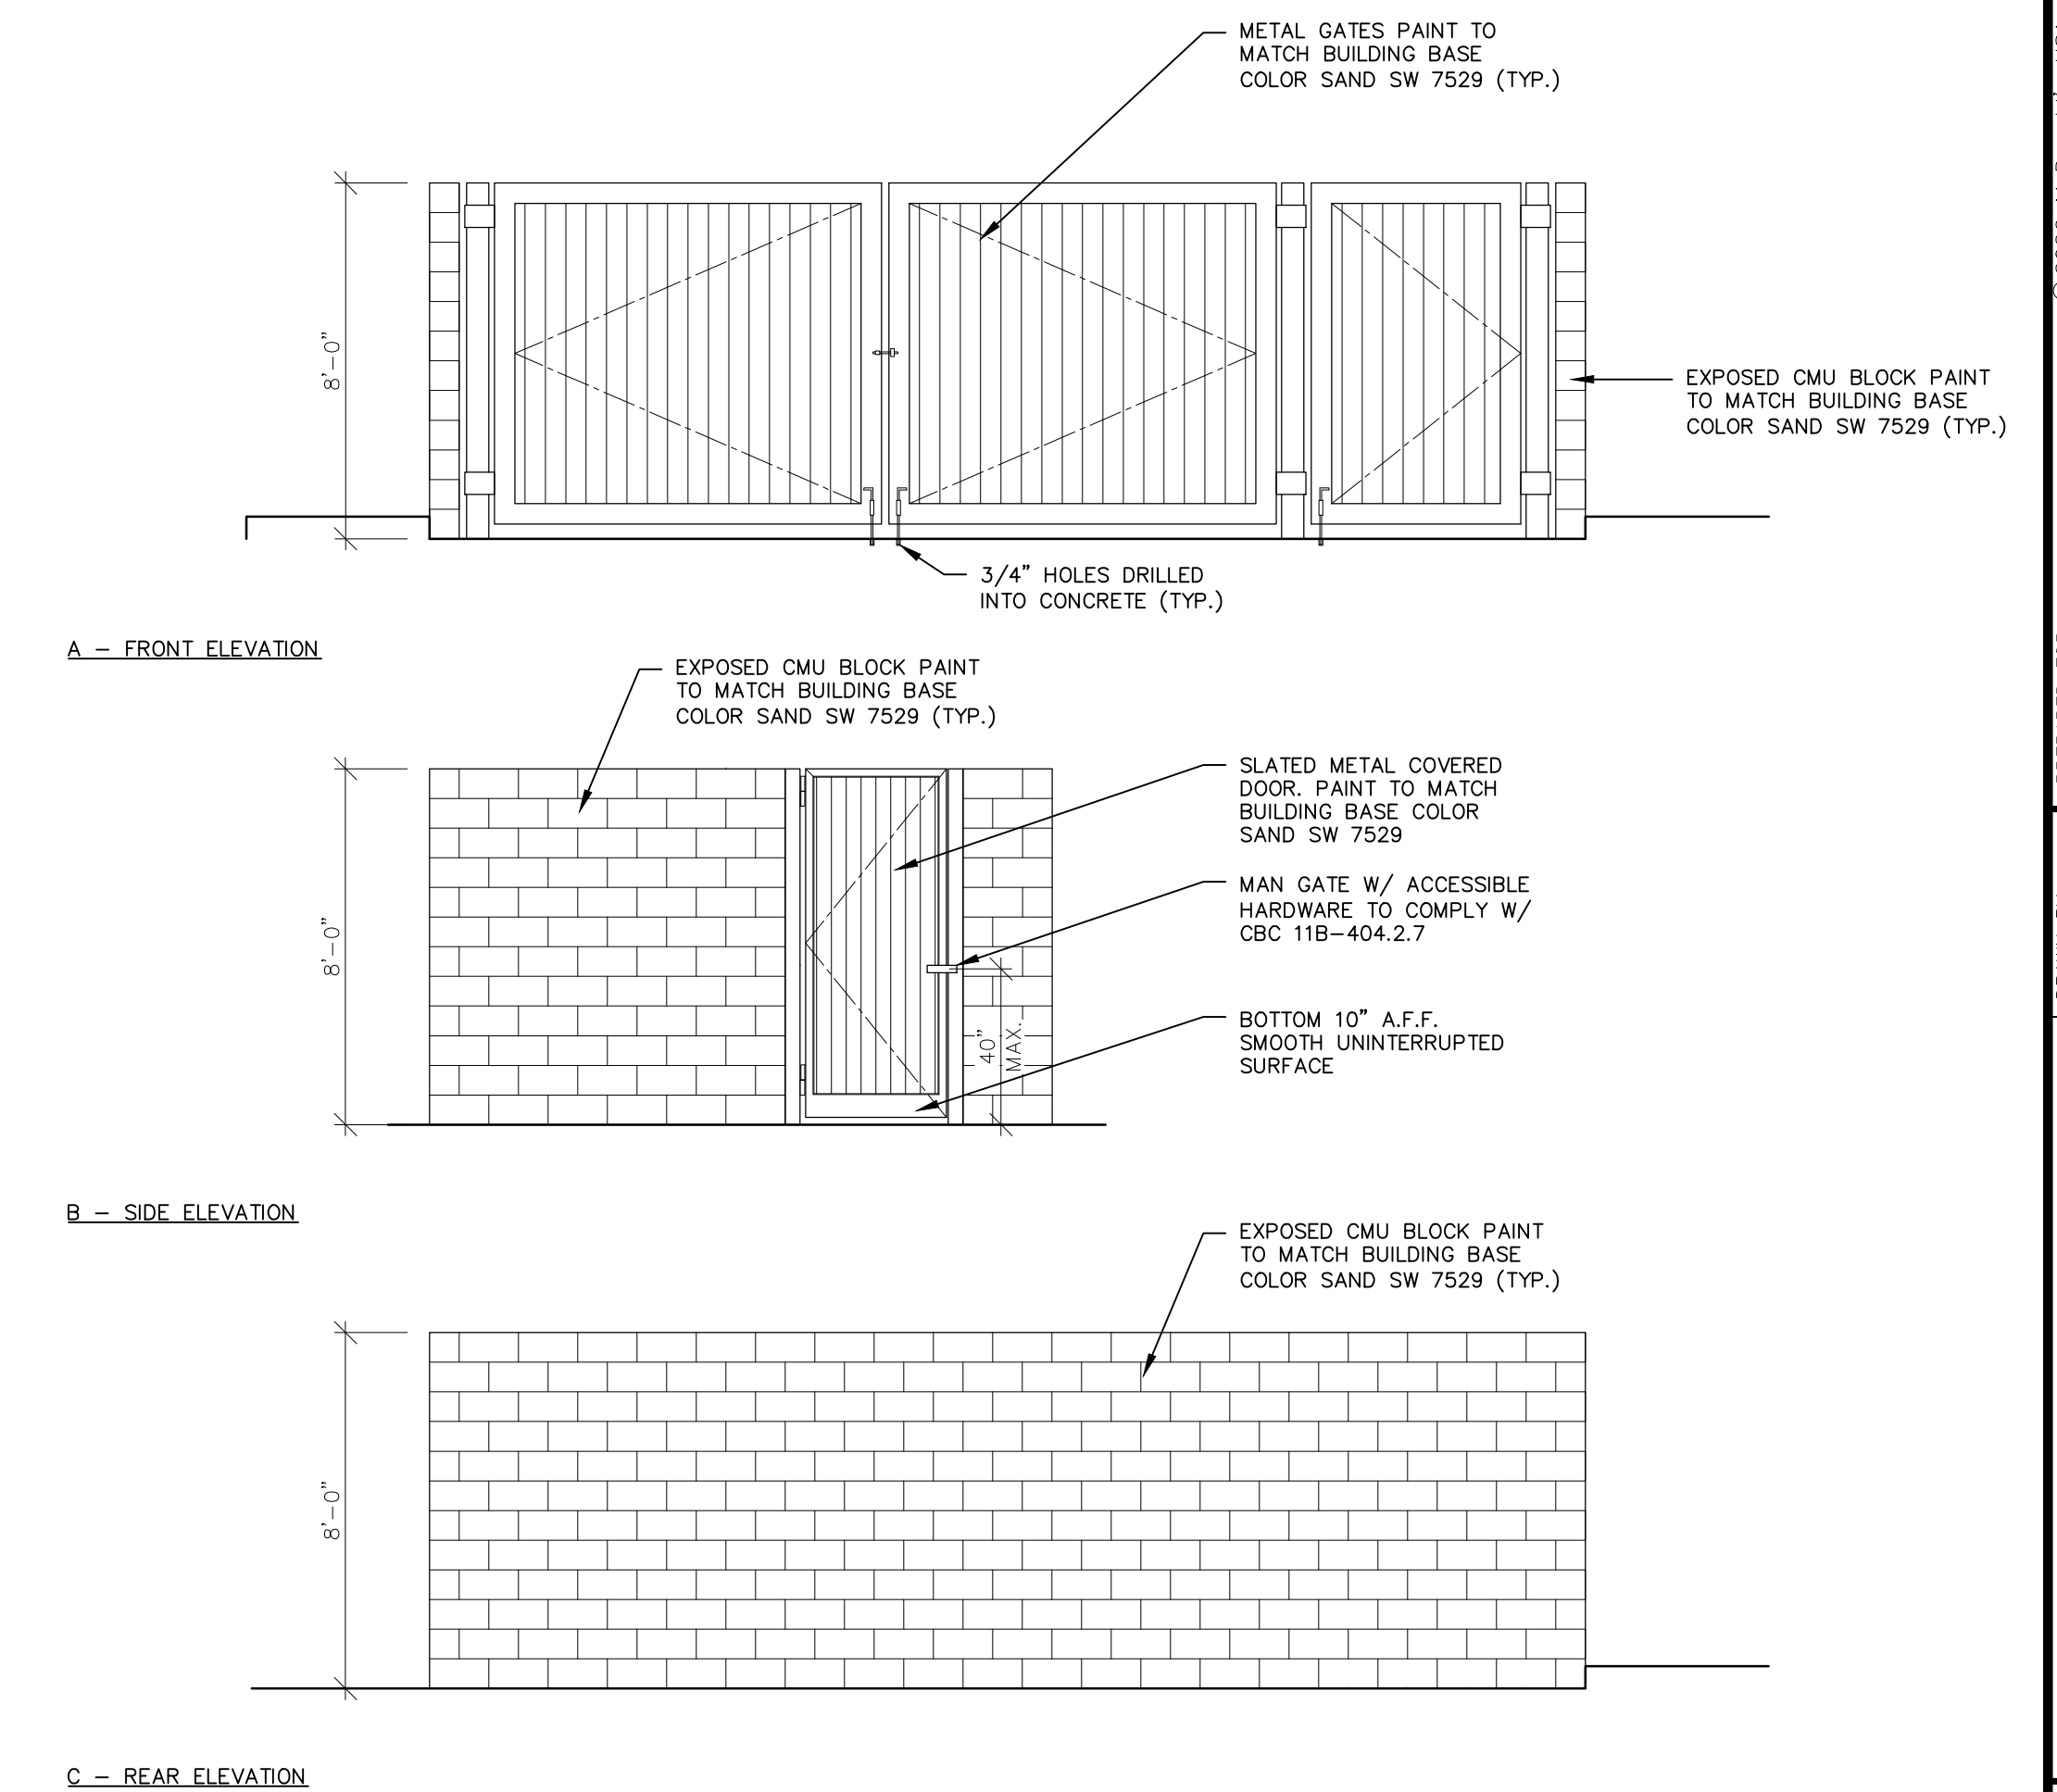 METAL GATES PAINT TO
MATCH BUILDING BASE
COLOR SAND SW 7529 (TYP.)
8'-0"
EXPOSED CMU BLOCK PAINT
TO MATCH BUILDING BASE
COLOR SAND SW 7529 (TYP.)
3/4" HOLES DRILLED
INTO CONCRETE (TYP.)
A – FRONT ELEVATION
EXPOSED CMU BLOCK PAINT
TO MATCH BUILDING BASE
COLOR SAND SW 7529 (TYP.)
SLATED METAL COVERED
DOOR. PAINT TO MATCH
BUILDING BASE COLOR
SAND SW 7529
MAN GATE W/ ACCESSIBLE
HARDWARE TO COMPLY W/
CBC 11B–404.2.7
8'-0"
40"
MAX.
BOTTOM 10" A.F.F.
SMOOTH UNINTERRUPTED
SURFACE
B – SIDE ELEVATION
EXPOSED CMU BLOCK PAINT
TO MATCH BUILDING BASE
COLOR SAND SW 7529 (TYP.)
8'-0"
C – REAR ELEVATION